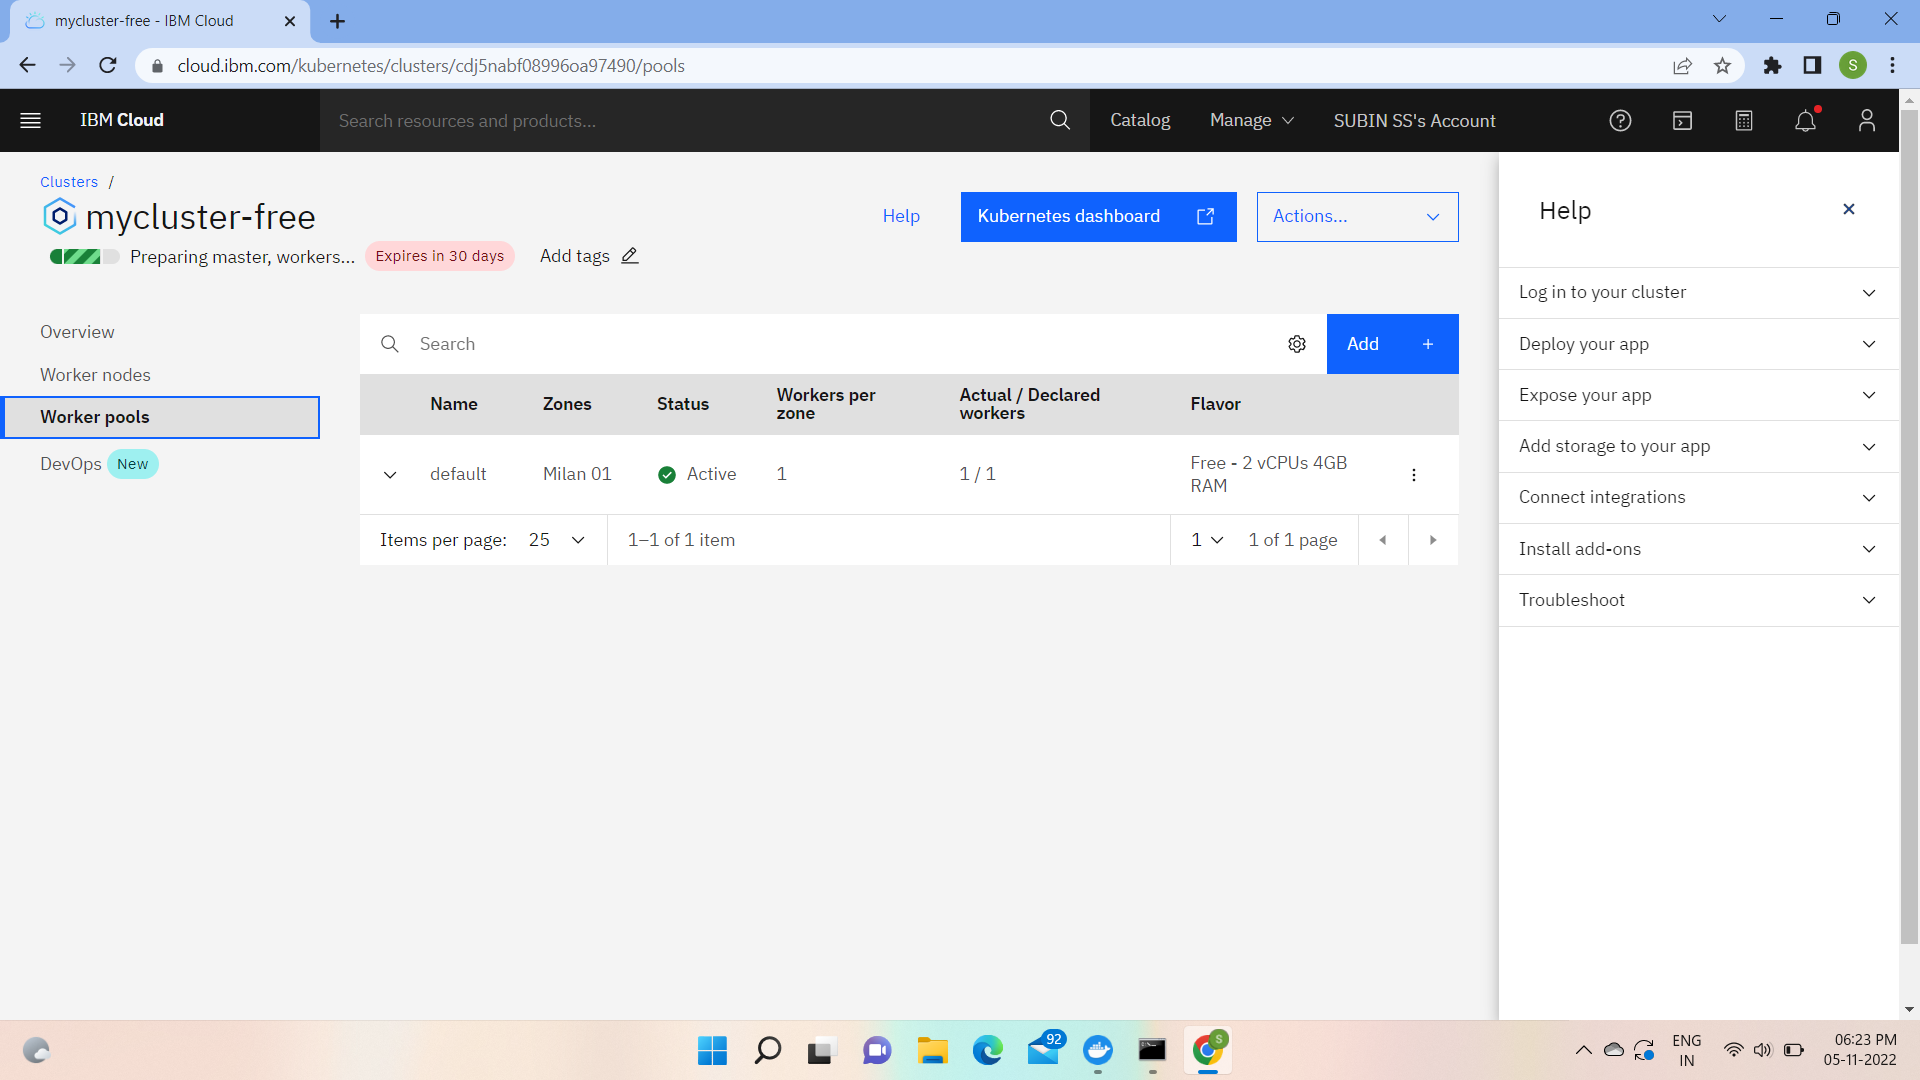 mycluster-free - IBM Cloud
cloud.ibm.com/kubernetes/clusters/cdj5nabf08996oa97490/pools
S
IBM Cloud
Search resources and products...
Catalog
Manage
SUBIN SS's Account
Clusters /
mycluster-free
Preparing master, workers...
Expires in 30 days
Add tags
Help
Kubernetes dashboard
Actions...
Overview
Worker nodes
Worker pools
DevOps New
Search
Add +
Name
Zones
Status
Workers per
zone
Actual / Declared
workers
Flavor
default
Milan 01
Active
1
1 / 1
Free - 2 vCPUs 4GB
RAM
Items per page: 25
1–1 of 1 item
1
1 of 1 page
Help
Log in to your cluster
Deploy your app
Expose your app
Add storage to your app
Connect integrations
Install add-ons
Troubleshoot
92
S
ENG
IN
06:23 PM
05-11-2022